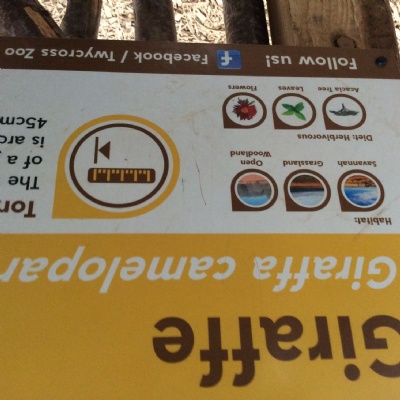 Giraffe
Giraffa camelopar
Habitat:
Savannah Grassland Open
Woodland
Diet: Herbivorous
Acacia Tree Leaves Flowers
Ton
The
of a
is
45cm
Follow us! f Facebook / Twycross Zoo